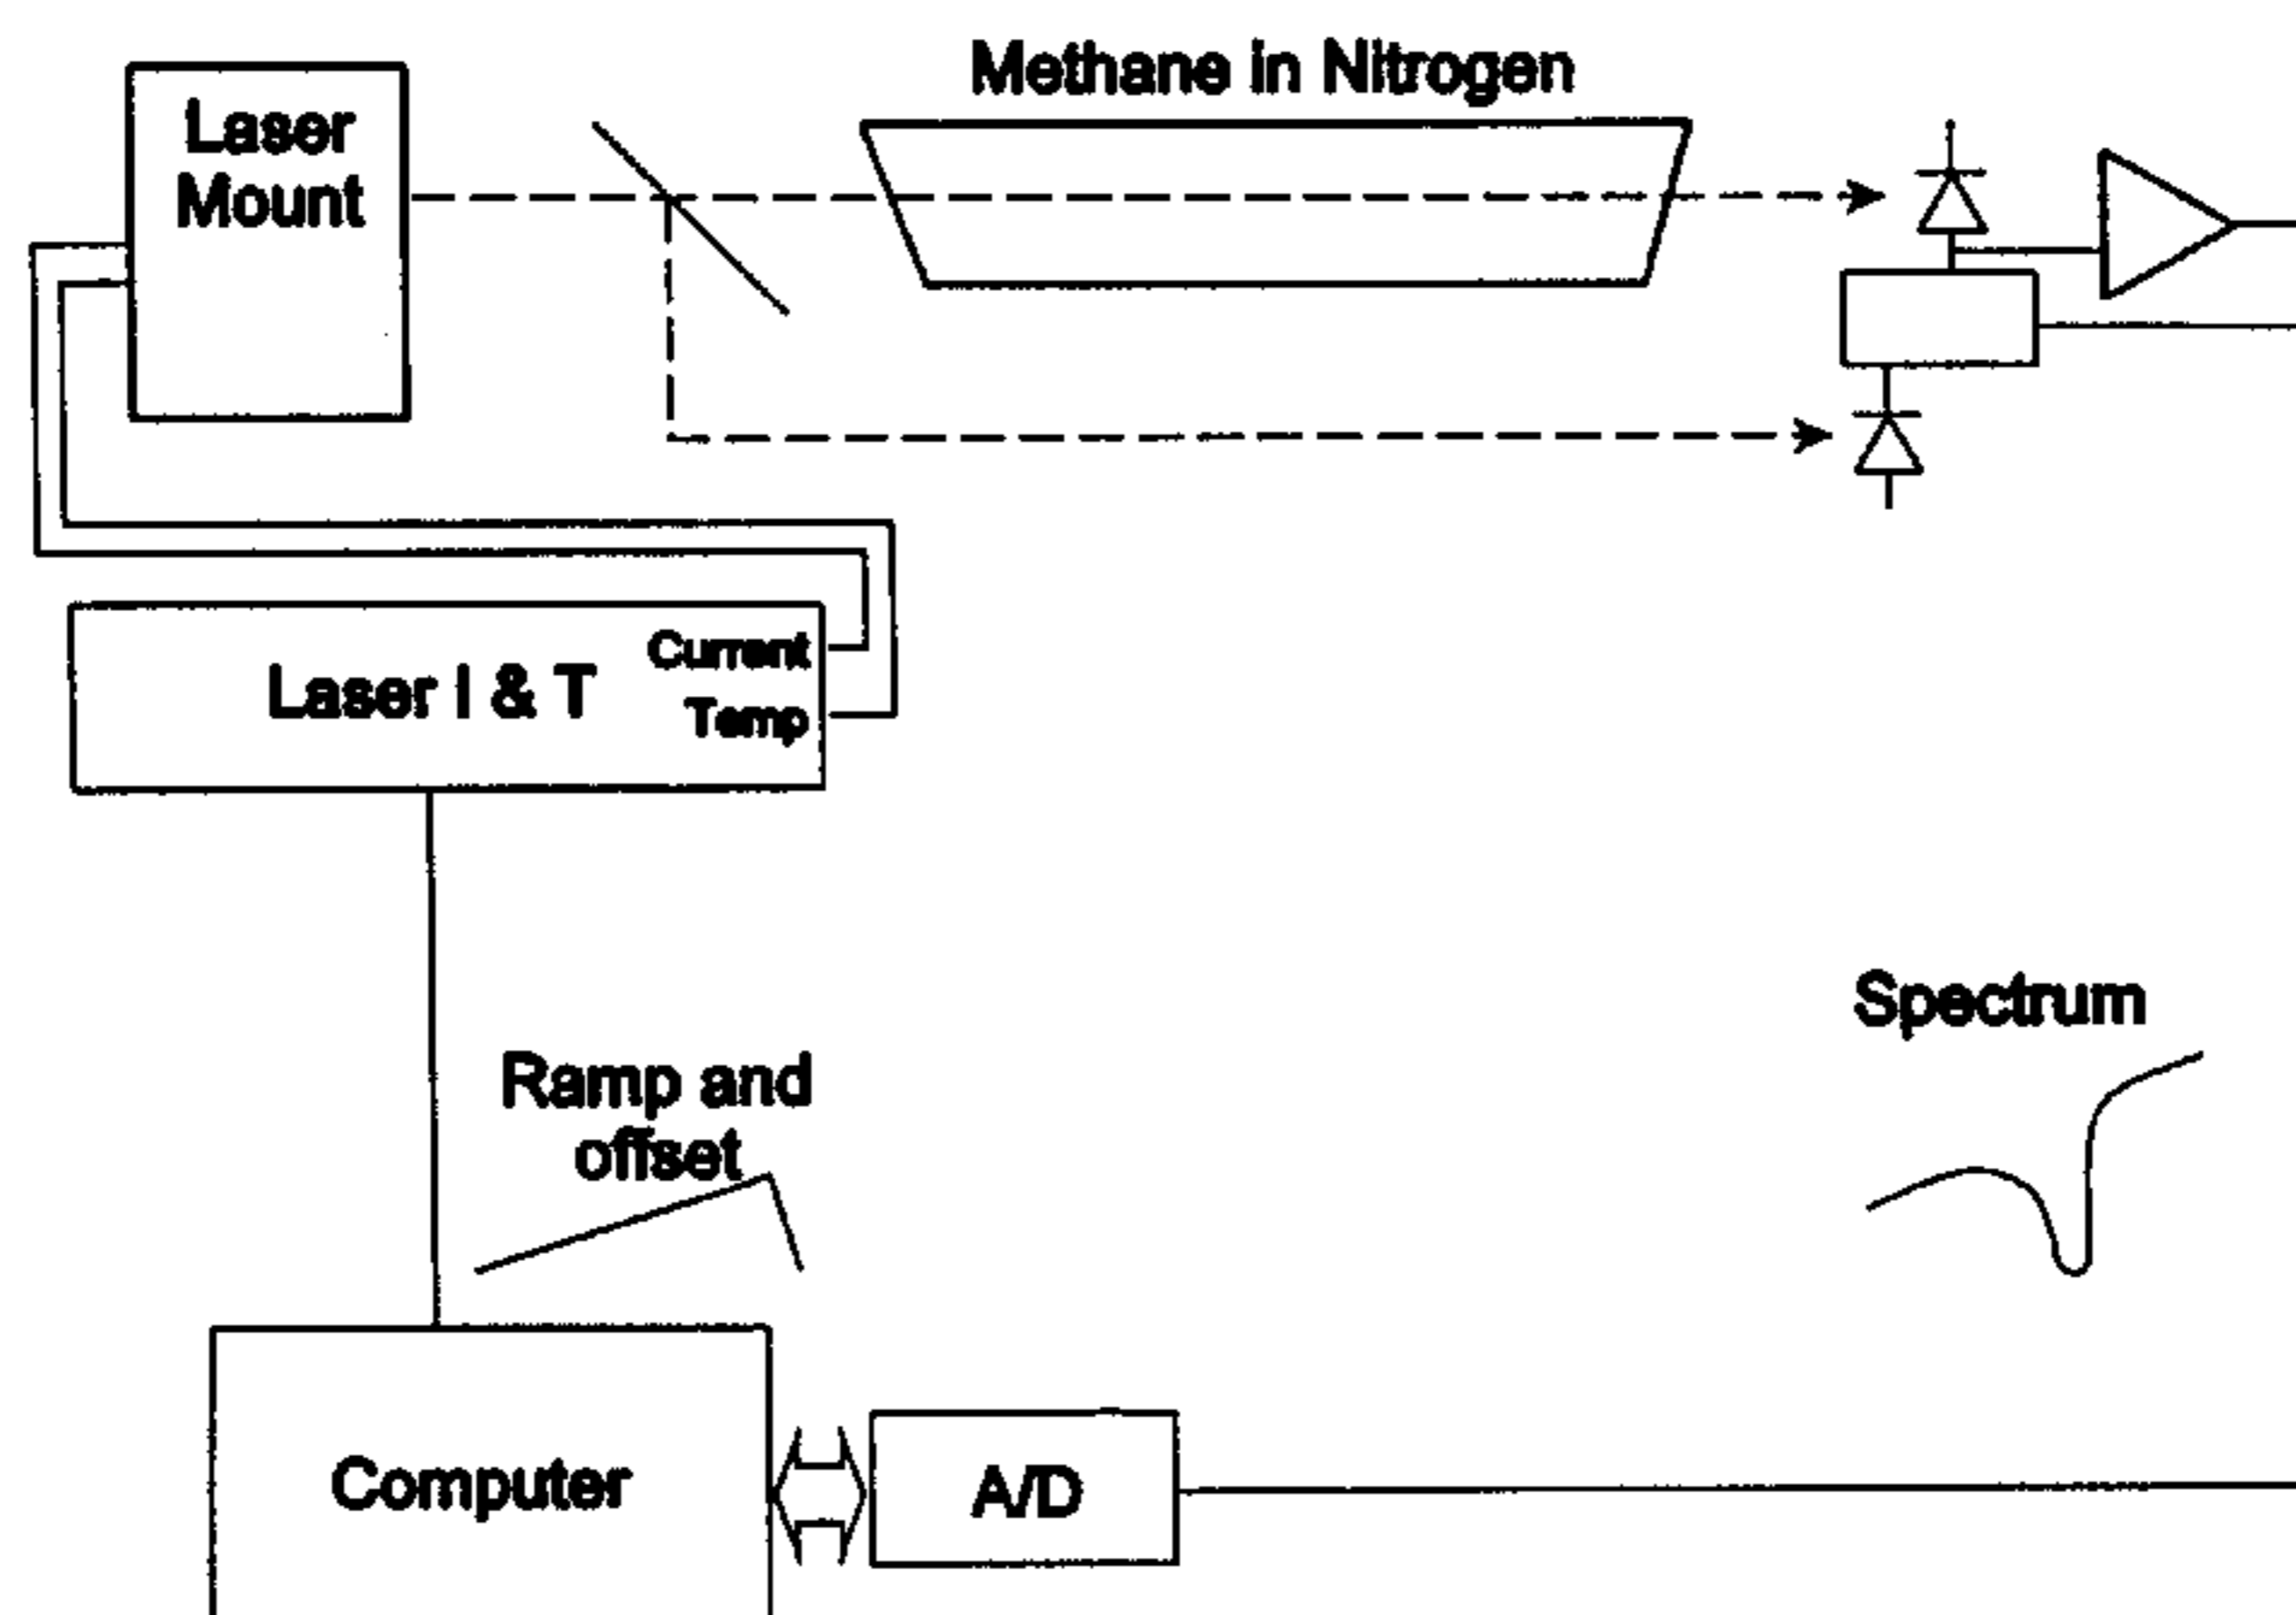 Methane in Nitrogen
Laser
Mount
Current
Laser I & T
Temp
Spectrum
Ramp and
offset
Computer
A/D